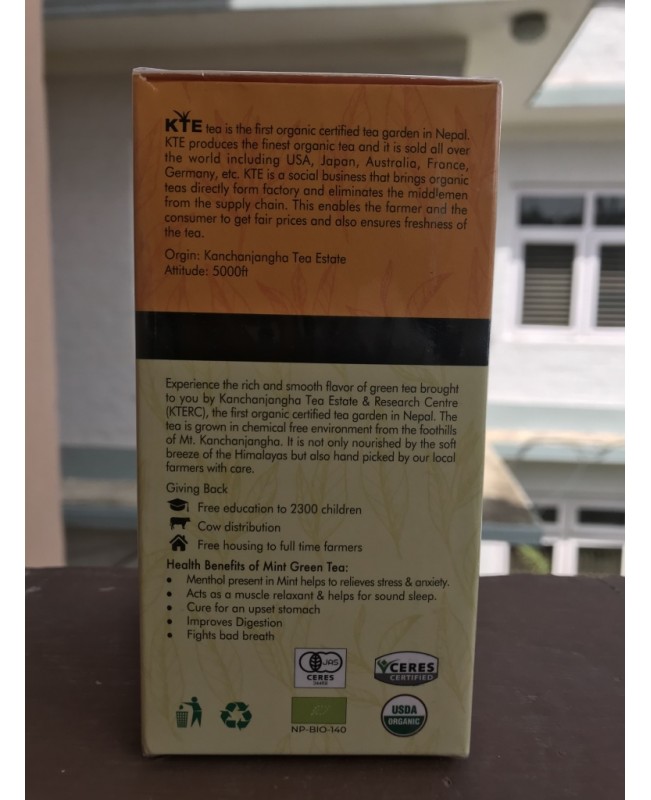 KTE tea is the first organic certified tea garden in Nepal.
KTE produces the finest organic tea and it is sold all over
the world including USA, Japan, Australia, France,
Germany, etc. KTE is a social business that brings organic
teas directly form factory and eliminates the middlemen
from the supply chain. This enables the farmer and the
consumer to get fair prices and also ensures freshness of
the tea.
Orgin: Kanchanjangha Tea Estate
Attitude: 5000ft
Experience the rich and smooth flavor of green tea brought
to you by Kanchanjangha Tea Estate & Research Centre
(KTERC), the first organic certified tea garden in Nepal. The
tea is grown in chemical free environment from the foothills
of Mt. Kanchanjangha. It is not only nourished by the soft
breeze of the Himalayas but also hand picked by our local
farmers with care.
Giving Back
Free education to 2300 children
Cow distribution
Free housing to full time farmers
Health Benefits of Mint Green Tea:
• Menthol present in Mint helps to relieves stress & anxiety.
• Acts as a muscle relaxant & helps for sound sleep.
• Cure for an upset stomach
• Improves Digestion
• Fights bad breath
JAS
CERES
CERES
CERTIFIED
NP-BIO-140
USDA
ORGANIC